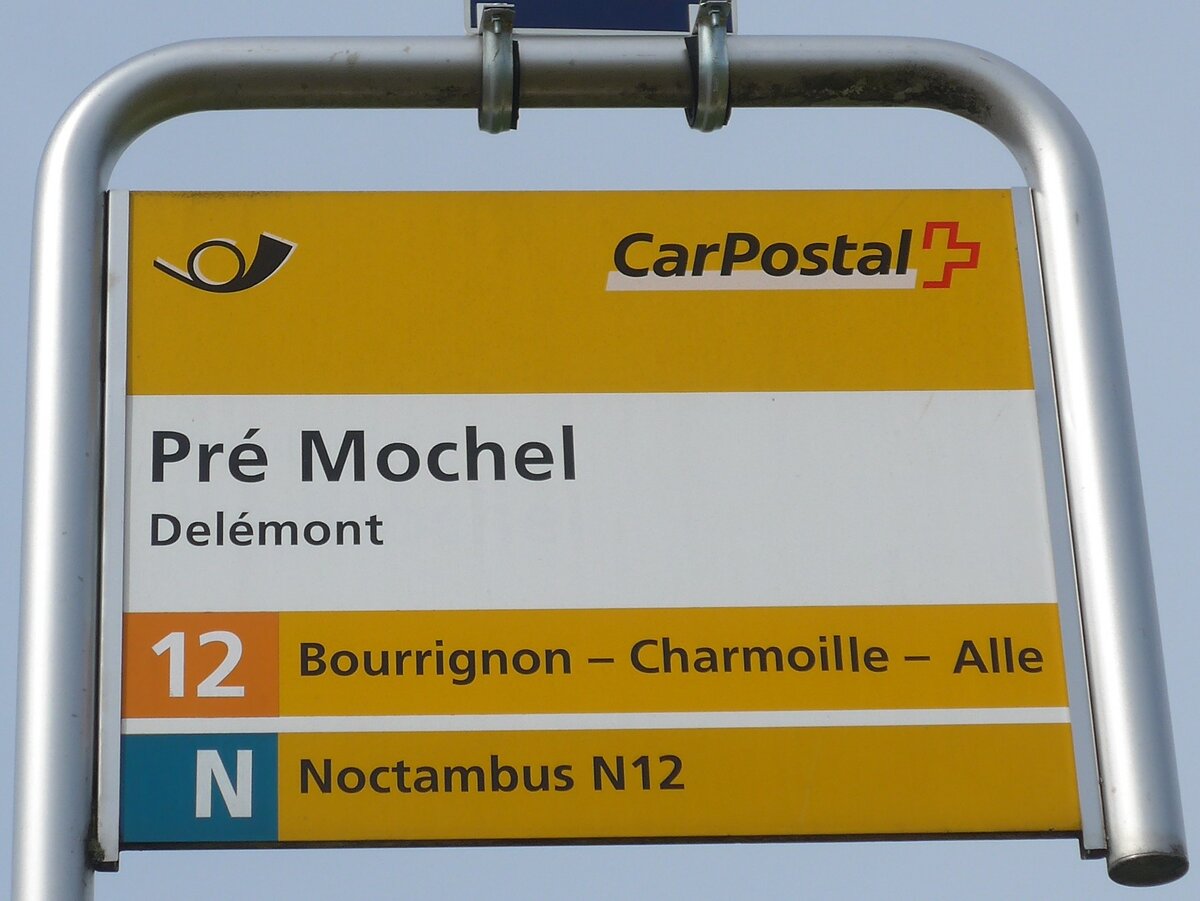 CarPostal
Pré Mochel
Delémont
12 Bourrignon – Charmoille – Alle
N Noctambus N12